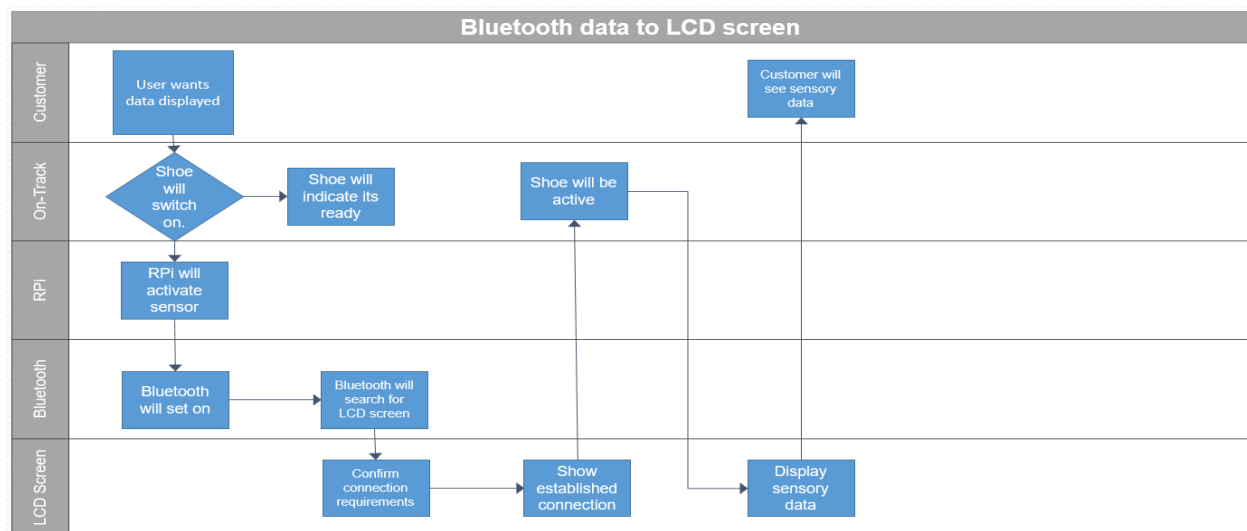 Bluetooth data to LCD screen
Customer
User wants
data displayed
Customer will
see sensory
data
On-Track
Shoe
will
switch
on.
Shoe will
indicate its
ready
Shoe will be
active
RPi
RPi will
activate
sensor
Bluetooth
Bluetooth
will set on
Bluetooth will
search for
LCD screen
LCD Screen
Confirm
connection
requirements
Show
established
connection
Display
sensory
data